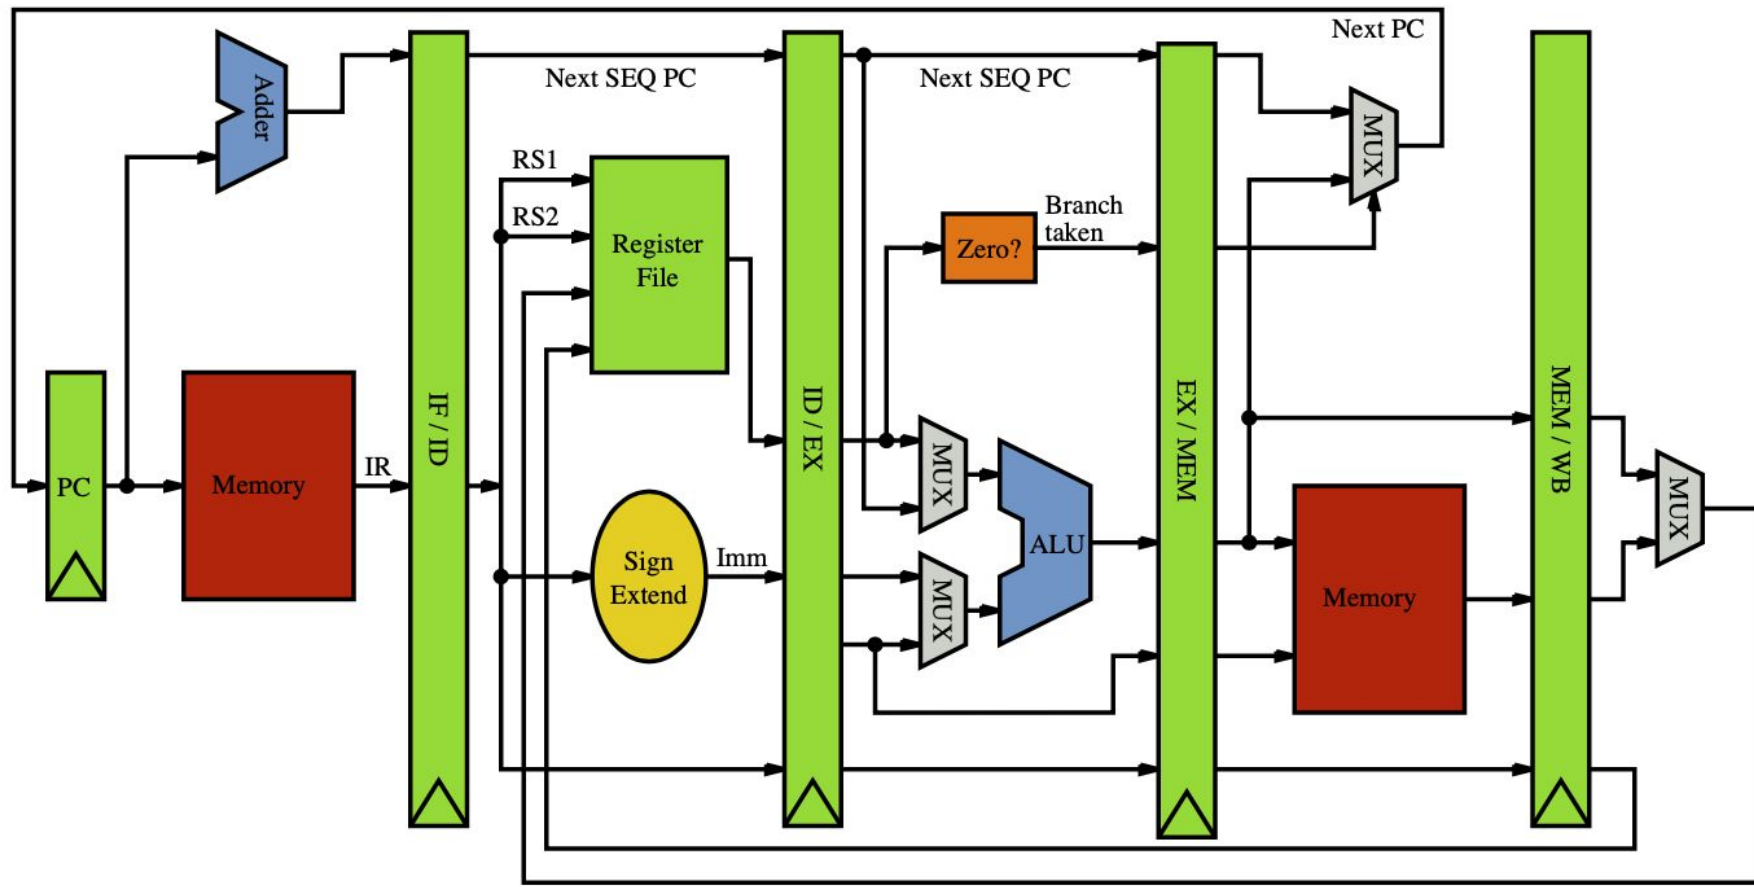 Next PC
Adder
Next SEQ PC
Next SEQ PC
MUX
RS1
RS2
Register
File
Branch
taken
Zero?
IF / ID
ID / EX
EX / MEM
MEM / WB
PC
Memory
IR
MUX
MUX
Sign
Extend
Imm
ALU
MUX
Memory
MUX